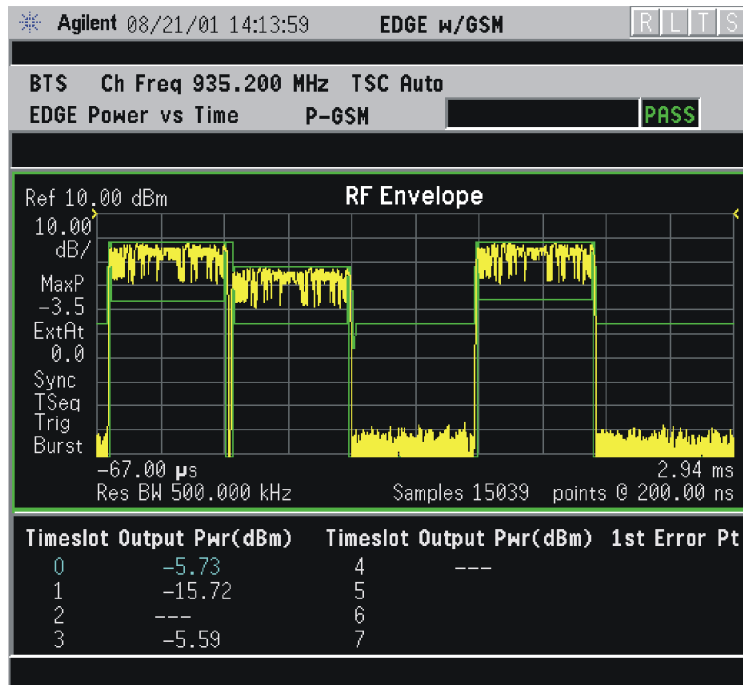 Agilent 08/21/01 14:13:59 EDGE w/GSM R L T S
BTS Ch Freq 935.200 MHz TSC Auto
EDGE Power vs Time P-GSM PASS
Ref 10.00 dBm RF Envelope
10.00
dB/
MaxP
-3.5
ExtAt
0.0
Sync
TSeq
Trig
Burst
-67.00 µs 2.94 ms
Res BW 500.000 kHz Samples 15039 points @ 200.00 ns
Timeslot Output Pwr(dBm) Timeslot Output Pwr(dBm) 1st Error Pt
0 -5.73 4 ---
1 -15.72 5
2 --- 6
3 -5.59 7